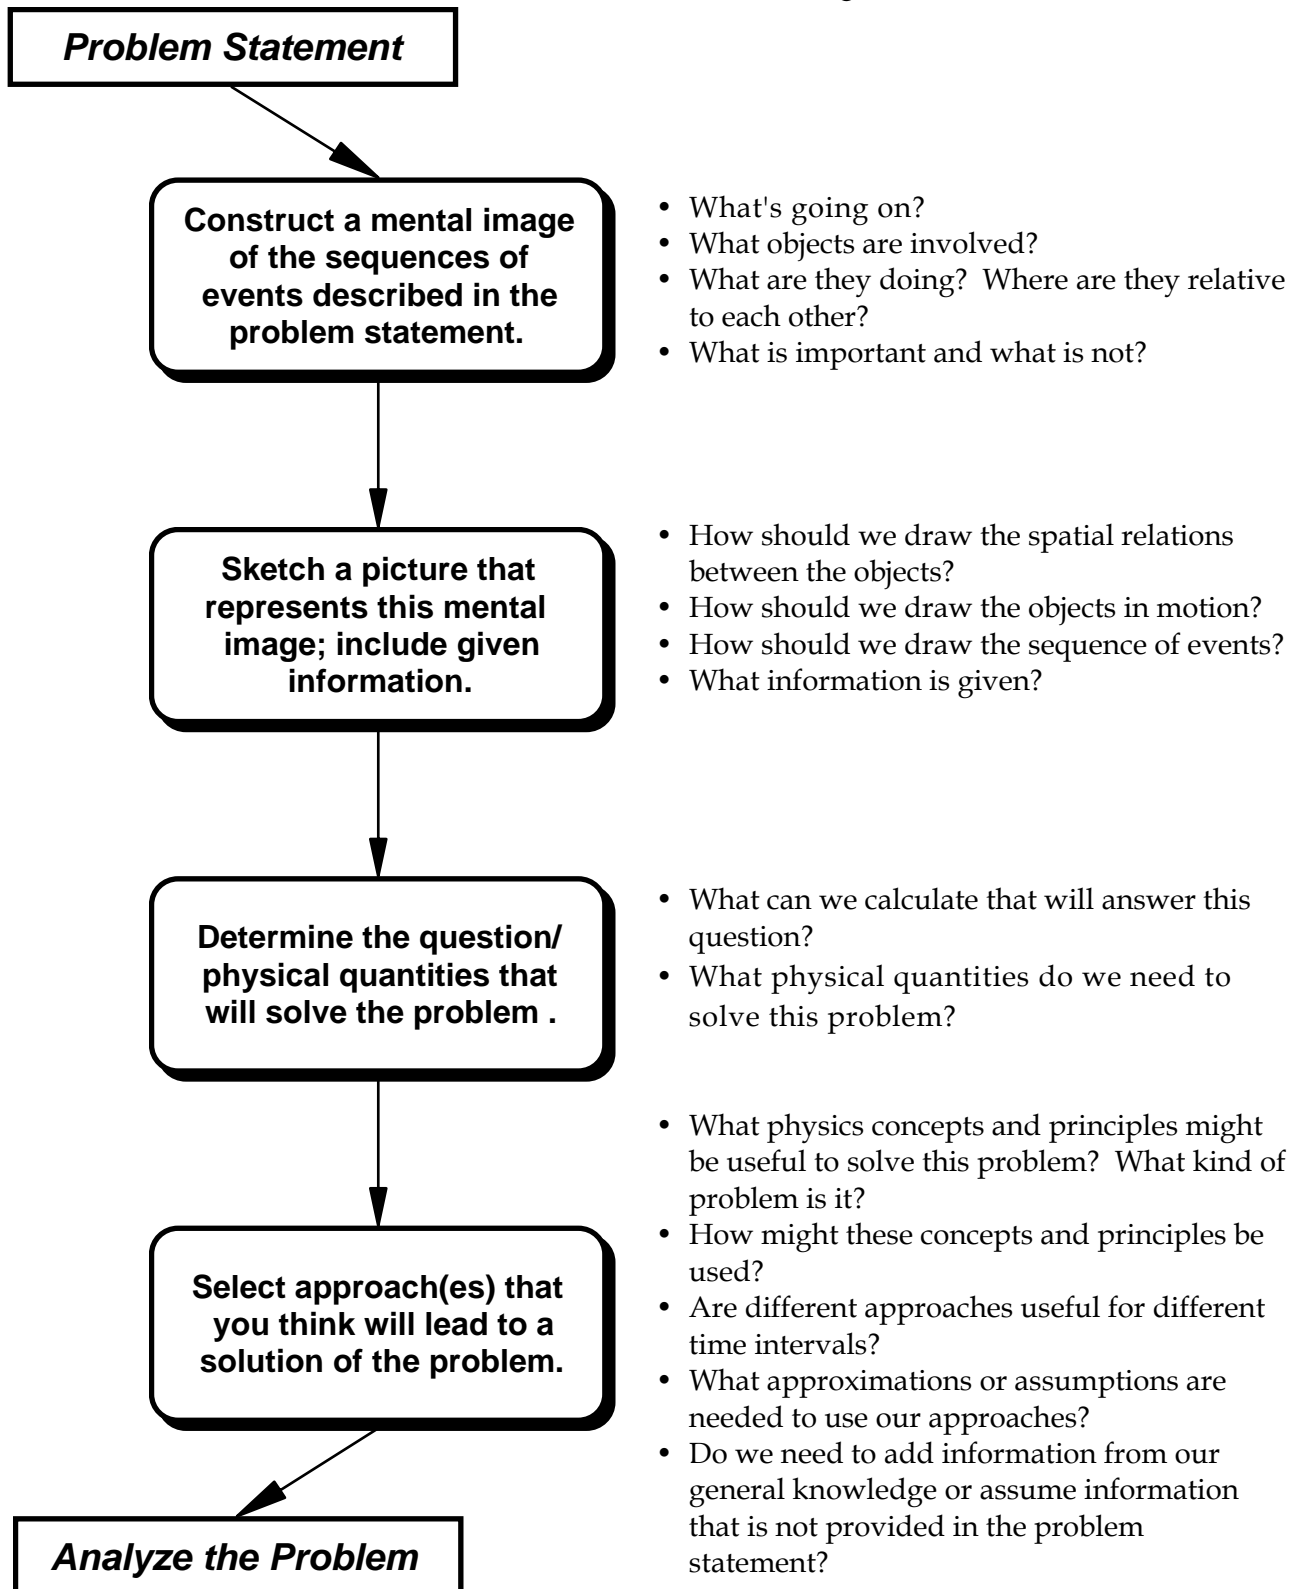 Problem Statement
Construct a mental image
of the sequences of
events described in the
problem statement.
• What's going on?
• What objects are involved?
• What are they doing?  Where are they relative
to each other?
• What is important and what is not?
Sketch a picture that
represents this mental
image; include given
information.
• How should we draw the spatial relations
between the objects?
• How should we draw the objects in motion?
• How should we draw the sequence of events?
• What information is given?
Determine the question/
physical quantities that
will solve the problem .
• What can we calculate that will answer this
question?
• What physical quantities do we need to
solve this problem?
Select approach(es) that
you think will lead to a
solution of the problem.
• What physics concepts and principles might
be useful to solve this problem?  What kind of
problem is it?
• How might these concepts and principles be
used?
• Are different approaches useful for different
time intervals?
• What approximations or assumptions are
needed to use our approaches?
• Do we need to add information from our
general knowledge or assume information
that is not provided in the problem
statement?
Analyze the Problem